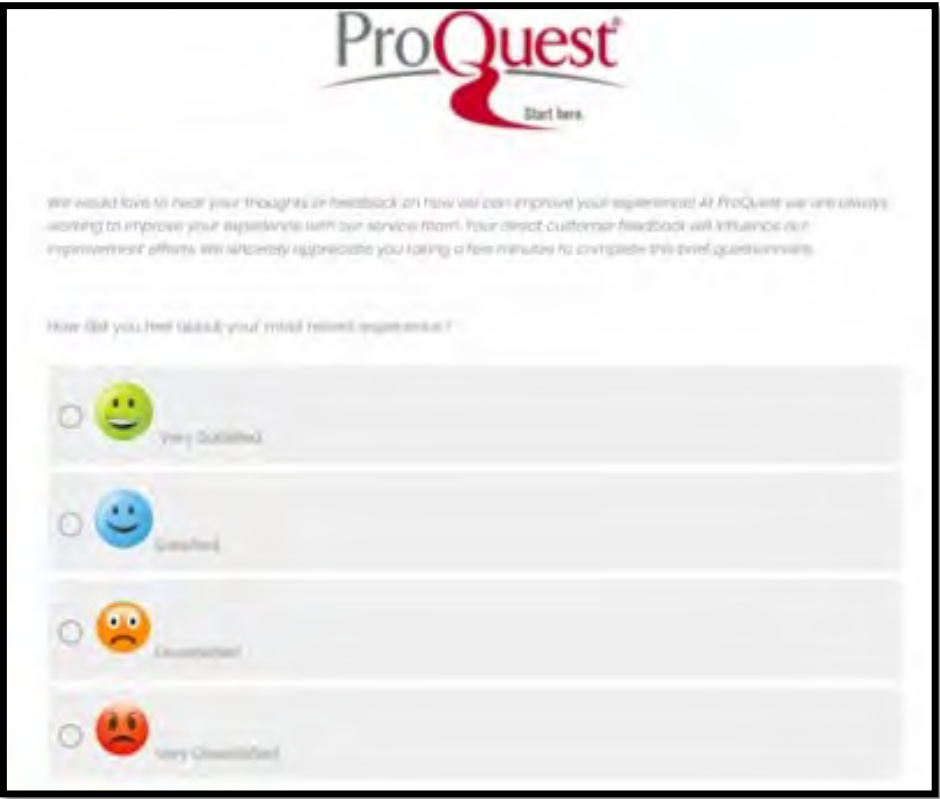 ProQuest®
Start here.
We would love to hear your thoughts or feedback on how we can improve your experience! At ProQuest we are always
working to improve your experience with our service team. Your direct customer feedback will influence our
improvement efforts. We sincerely appreciate you taking a few minutes to complete this brief questionnaire.
How did you feel about your most recent experience?
Very Satisfied
Satisfied
Unsatisfied
Very Unsatisfied